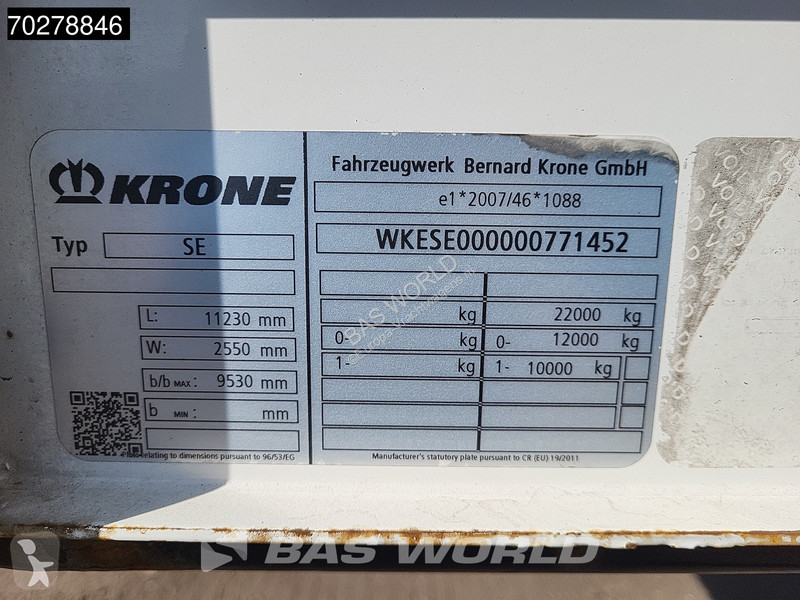 70278846
KRONE
Fahrzeugwerk Bernard Krone GmbH
e1*2007/46*1088
Typ SE
WKESE000000771452
L: 11230 mm
W: 2550 mm
b/b MAX: 9530 mm
b MIN: mm
kg 22000 kg
0- kg 0- 12000 kg
1- kg 1- 10000 kg
relating to dimensions pursuant to 96/53/EG
Manufacturer's statutory plate pursuant to CR (EU) 19/2011
BAS WORLD
BAS WORLD